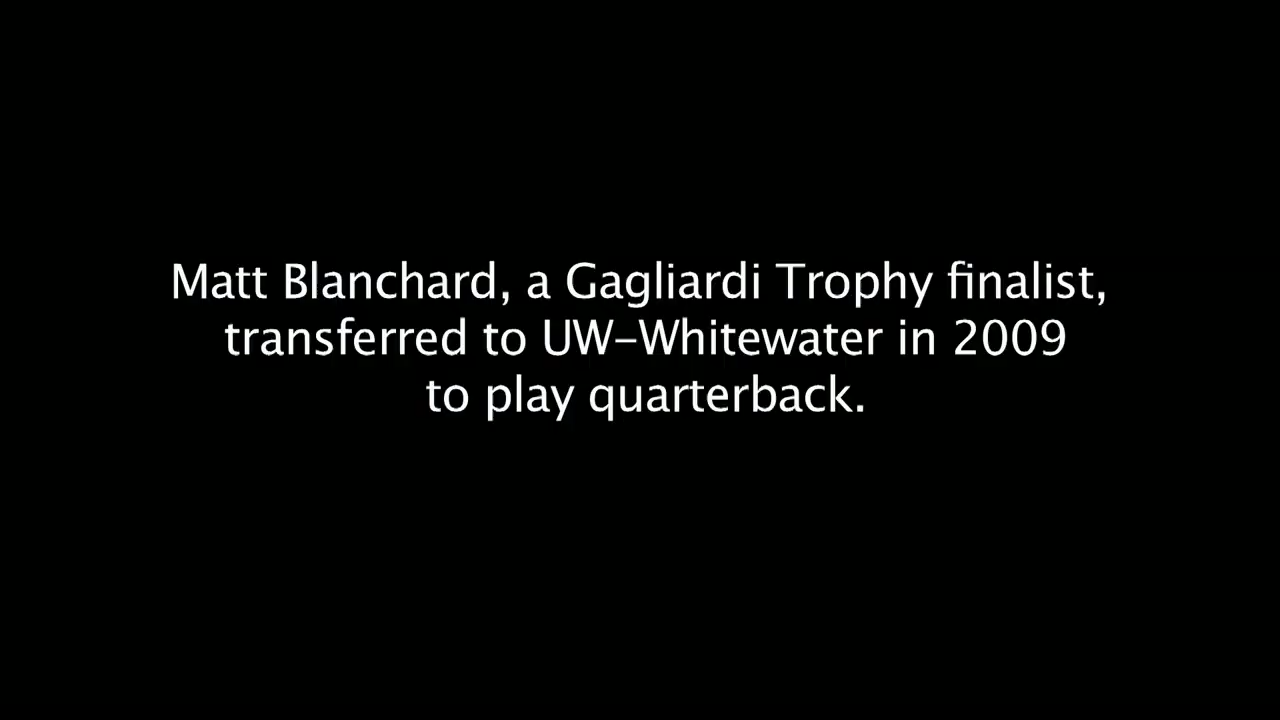 Matt Blanchard, a Gagliardi Trophy finalist,
transferred to UW–Whitewater in 2009
to play quarterback.